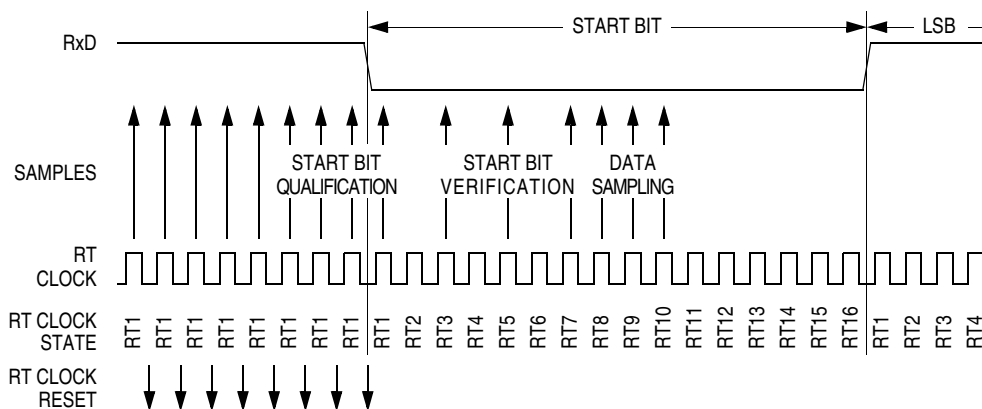 START BIT
LSB
RxD
SAMPLES
START BIT
QUALIFICATION
START BIT
VERIFICATION
DATA
SAMPLING
RT
CLOCK
RT CLOCK
STATE
RT1 RT1 RT1 RT1 RT1 RT1 RT1 RT1 RT1 RT2 RT3 RT4 RT5 RT6 RT7 RT8 RT9 RT10 RT11 RT12 RT13 RT14 RT15 RT16 RT1 RT2 RT3 RT4
RT CLOCK
RESET